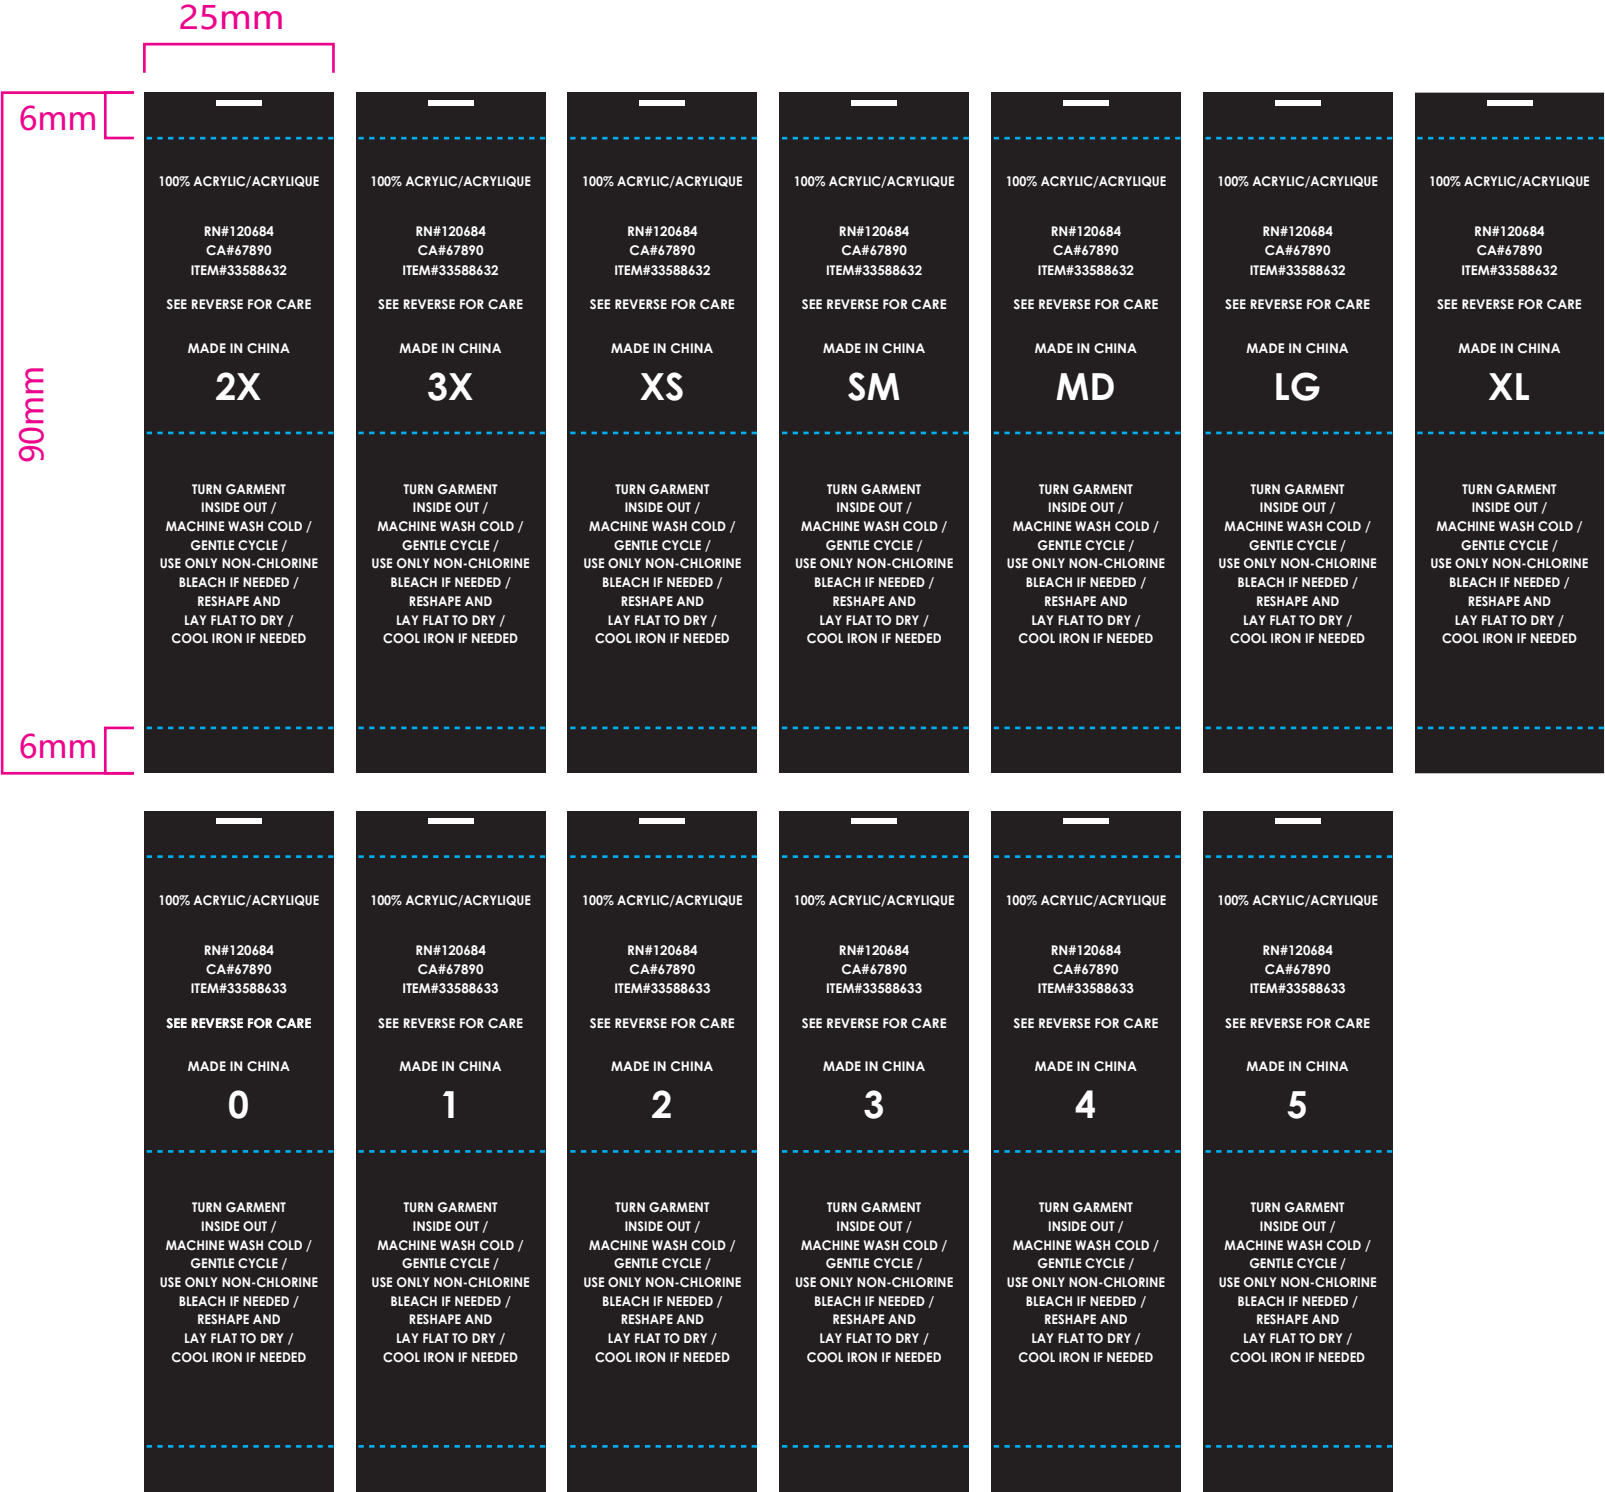 25mm
6mm
90mm
6mm
100% ACRYLIC/ACRYLIQUE
RN#120684
CA#67890
ITEM#33588632
SEE REVERSE FOR CARE
MADE IN CHINA
2X
TURN GARMENT
INSIDE OUT /
MACHINE WASH COLD /
GENTLE CYCLE /
USE ONLY NON-CHLORINE
BLEACH IF NEEDED /
RESHAPE AND
LAY FLAT TO DRY /
COOL IRON IF NEEDED
100% ACRYLIC/ACRYLIQUE
RN#120684
CA#67890
ITEM#33588632
SEE REVERSE FOR CARE
MADE IN CHINA
3X
TURN GARMENT
INSIDE OUT /
MACHINE WASH COLD /
GENTLE CYCLE /
USE ONLY NON-CHLORINE
BLEACH IF NEEDED /
RESHAPE AND
LAY FLAT TO DRY /
COOL IRON IF NEEDED
100% ACRYLIC/ACRYLIQUE
RN#120684
CA#67890
ITEM#33588632
SEE REVERSE FOR CARE
MADE IN CHINA
XS
TURN GARMENT
INSIDE OUT /
MACHINE WASH COLD /
GENTLE CYCLE /
USE ONLY NON-CHLORINE
BLEACH IF NEEDED /
RESHAPE AND
LAY FLAT TO DRY /
COOL IRON IF NEEDED
100% ACRYLIC/ACRYLIQUE
RN#120684
CA#67890
ITEM#33588632
SEE REVERSE FOR CARE
MADE IN CHINA
SM
TURN GARMENT
INSIDE OUT /
MACHINE WASH COLD /
GENTLE CYCLE /
USE ONLY NON-CHLORINE
BLEACH IF NEEDED /
RESHAPE AND
LAY FLAT TO DRY /
COOL IRON IF NEEDED
100% ACRYLIC/ACRYLIQUE
RN#120684
CA#67890
ITEM#33588632
SEE REVERSE FOR CARE
MADE IN CHINA
MD
TURN GARMENT
INSIDE OUT /
MACHINE WASH COLD /
GENTLE CYCLE /
USE ONLY NON-CHLORINE
BLEACH IF NEEDED /
RESHAPE AND
LAY FLAT TO DRY /
COOL IRON IF NEEDED
100% ACRYLIC/ACRYLIQUE
RN#120684
CA#67890
ITEM#33588632
SEE REVERSE FOR CARE
MADE IN CHINA
LG
TURN GARMENT
INSIDE OUT /
MACHINE WASH COLD /
GENTLE CYCLE /
USE ONLY NON-CHLORINE
BLEACH IF NEEDED /
RESHAPE AND
LAY FLAT TO DRY /
COOL IRON IF NEEDED
100% ACRYLIC/ACRYLIQUE
RN#120684
CA#67890
ITEM#33588632
SEE REVERSE FOR CARE
MADE IN CHINA
XL
TURN GARMENT
INSIDE OUT /
MACHINE WASH COLD /
GENTLE CYCLE /
USE ONLY NON-CHLORINE
BLEACH IF NEEDED /
RESHAPE AND
LAY FLAT TO DRY /
COOL IRON IF NEEDED
100% ACRYLIC/ACRYLIQUE
RN#120684
CA#67890
ITEM#33588633
SEE REVERSE FOR CARE
MADE IN CHINA
0
TURN GARMENT
INSIDE OUT /
MACHINE WASH COLD /
GENTLE CYCLE /
USE ONLY NON-CHLORINE
BLEACH IF NEEDED /
RESHAPE AND
LAY FLAT TO DRY /
COOL IRON IF NEEDED
100% ACRYLIC/ACRYLIQUE
RN#120684
CA#67890
ITEM#33588633
SEE REVERSE FOR CARE
MADE IN CHINA
1
TURN GARMENT
INSIDE OUT /
MACHINE WASH COLD /
GENTLE CYCLE /
USE ONLY NON-CHLORINE
BLEACH IF NEEDED /
RESHAPE AND
LAY FLAT TO DRY /
COOL IRON IF NEEDED
100% ACRYLIC/ACRYLIQUE
RN#120684
CA#67890
ITEM#33588633
SEE REVERSE FOR CARE
MADE IN CHINA
2
TURN GARMENT
INSIDE OUT /
MACHINE WASH COLD /
GENTLE CYCLE /
USE ONLY NON-CHLORINE
BLEACH IF NEEDED /
RESHAPE AND
LAY FLAT TO DRY /
COOL IRON IF NEEDED
100% ACRYLIC/ACRYLIQUE
RN#120684
CA#67890
ITEM#33588633
SEE REVERSE FOR CARE
MADE IN CHINA
3
TURN GARMENT
INSIDE OUT /
MACHINE WASH COLD /
GENTLE CYCLE /
USE ONLY NON-CHLORINE
BLEACH IF NEEDED /
RESHAPE AND
LAY FLAT TO DRY /
COOL IRON IF NEEDED
100% ACRYLIC/ACRYLIQUE
RN#120684
CA#67890
ITEM#33588633
SEE REVERSE FOR CARE
MADE IN CHINA
4
TURN GARMENT
INSIDE OUT /
MACHINE WASH COLD /
GENTLE CYCLE /
USE ONLY NON-CHLORINE
BLEACH IF NEEDED /
RESHAPE AND
LAY FLAT TO DRY /
COOL IRON IF NEEDED
100% ACRYLIC/ACRYLIQUE
RN#120684
CA#67890
ITEM#33588633
SEE REVERSE FOR CARE
MADE IN CHINA
5
TURN GARMENT
INSIDE OUT /
MACHINE WASH COLD /
GENTLE CYCLE /
USE ONLY NON-CHLORINE
BLEACH IF NEEDED /
RESHAPE AND
LAY FLAT TO DRY /
COOL IRON IF NEEDED